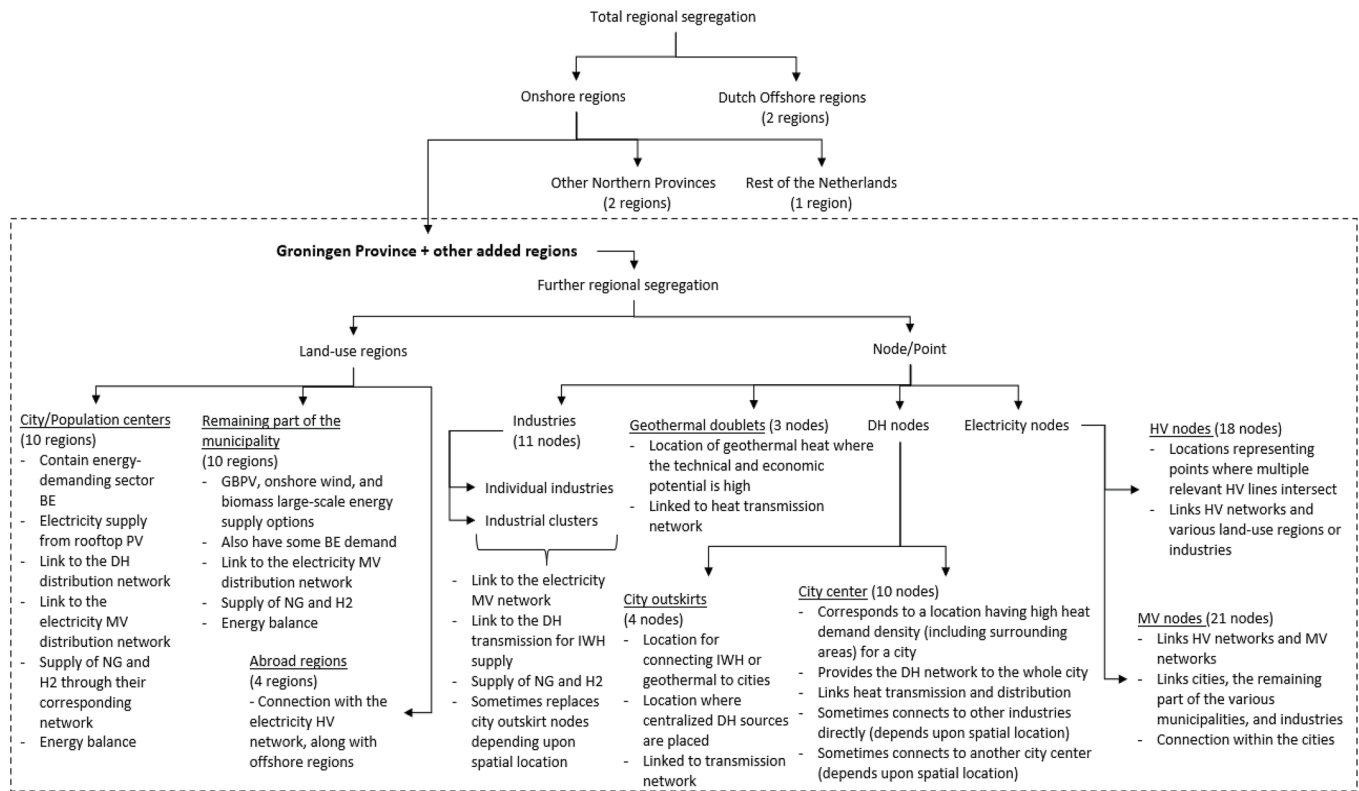 Total regional segregation
Onshore regions
Dutch Offshore regions
(2 regions)
Other Northern Provinces
(2 regions)
Rest of the Netherlands
(1 region)
Groningen Province + other added regions
Further regional segregation
Land-use regions
Node/Point
City/Population centers
(10 regions)
- Contain energy-
demanding sector
BE
- Electricity supply
from rooftop PV
- Link to the DH
distribution network
- Link to the
electricity MV
distribution network
- Supply of NG and
H2 through their
corresponding
network
- Energy balance
Remaining part of the
municipality
(10 regions)
- GBPV, onshore wind, and
biomass large-scale energy
supply options
- Also have some BE demand
- Link to the electricity MV
distribution network
- Supply of NG and H2
- Energy balance
Abroad regions
(4 regions)
- Connection with the
electricity HV
network, along with
offshore regions
Industries
(11 nodes)
Individual industries
Industrial clusters
- Link to the electricity
MV network
- Link to the DH
transmission for IWH
supply
- Supply of NG and H2
- Sometimes replaces
city outskirt nodes
depending upon
spatial location
Geothermal doublets (3 nodes)
- Location of geothermal heat where
the technical and economic
potential is high
- Linked to heat transmission
network
DH nodes
City outskirts
(4 nodes)
- Location for
connecting IWH or
geothermal to cities
- Location where
centralized DH sources
are placed
- Linked to transmission
network
City center (10 nodes)
- Corresponds to a location having high heat
demand density (including surrounding
areas) for a city
- Provides the DH network to the whole city
- Links heat transmission and distribution
- Sometimes connects to other industries
directly (depends upon spatial location)
- Sometimes connects to another city center
(depends upon spatial location)
Electricity nodes
HV nodes (18 nodes)
- Locations representing
points where multiple
relevant HV lines intersect
- Links HV networks and
various land-use regions or
industries
MV nodes (21 nodes)
- Links HV networks and MV
networks
- Links cities, the remaining
part of the various
municipalities, and industries
- Connection within the cities